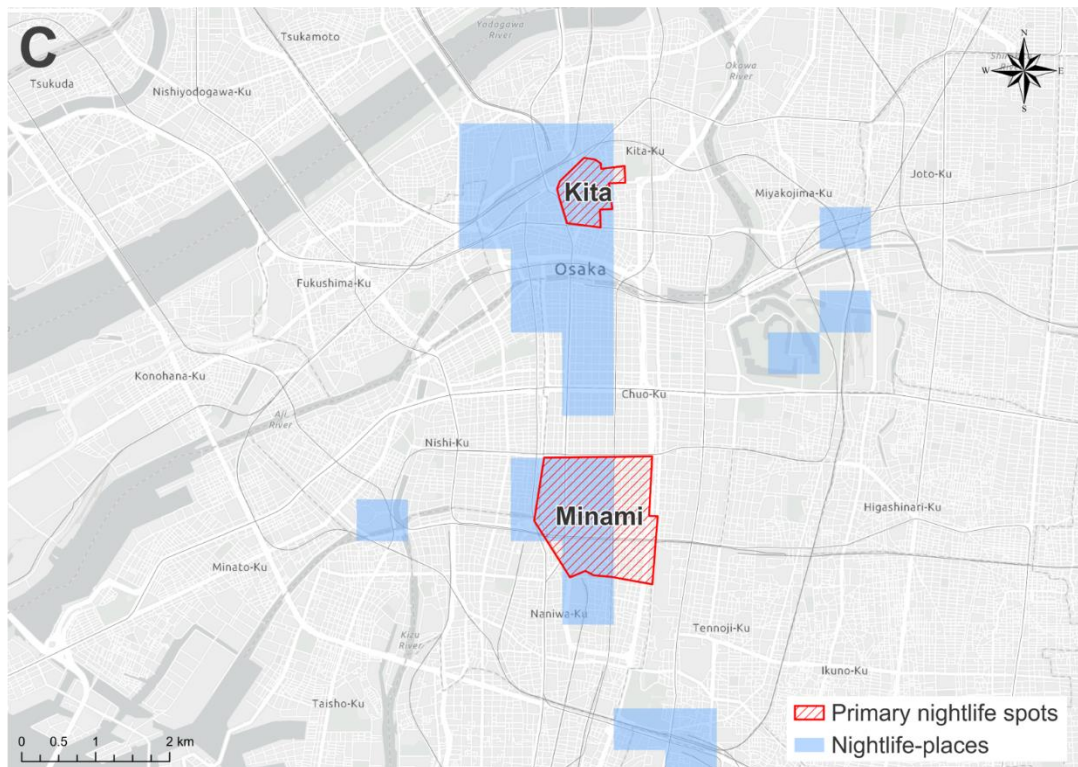 C
Tsukamoto
Yodogawa
River
Tsukuda
Nishiyodogawa-Ku
Okawa
River
N
W
E
S
Kita-Ku
Joto-Ku
Miyakojima-Ku
Kita
Osaka
Fukushima-Ku
Konohana-Ku
Chuo-Ku
Aji
River
Nishi-Ku
Minami
Higashinari-Ku
Minato-Ku
Naniwa-Ku
Tennoji-Ku
Kizu
River
Ikuno-Ku
Taisho-Ku
Primary nightlife spots
Nightlife-places
0 0.5 1 2 km